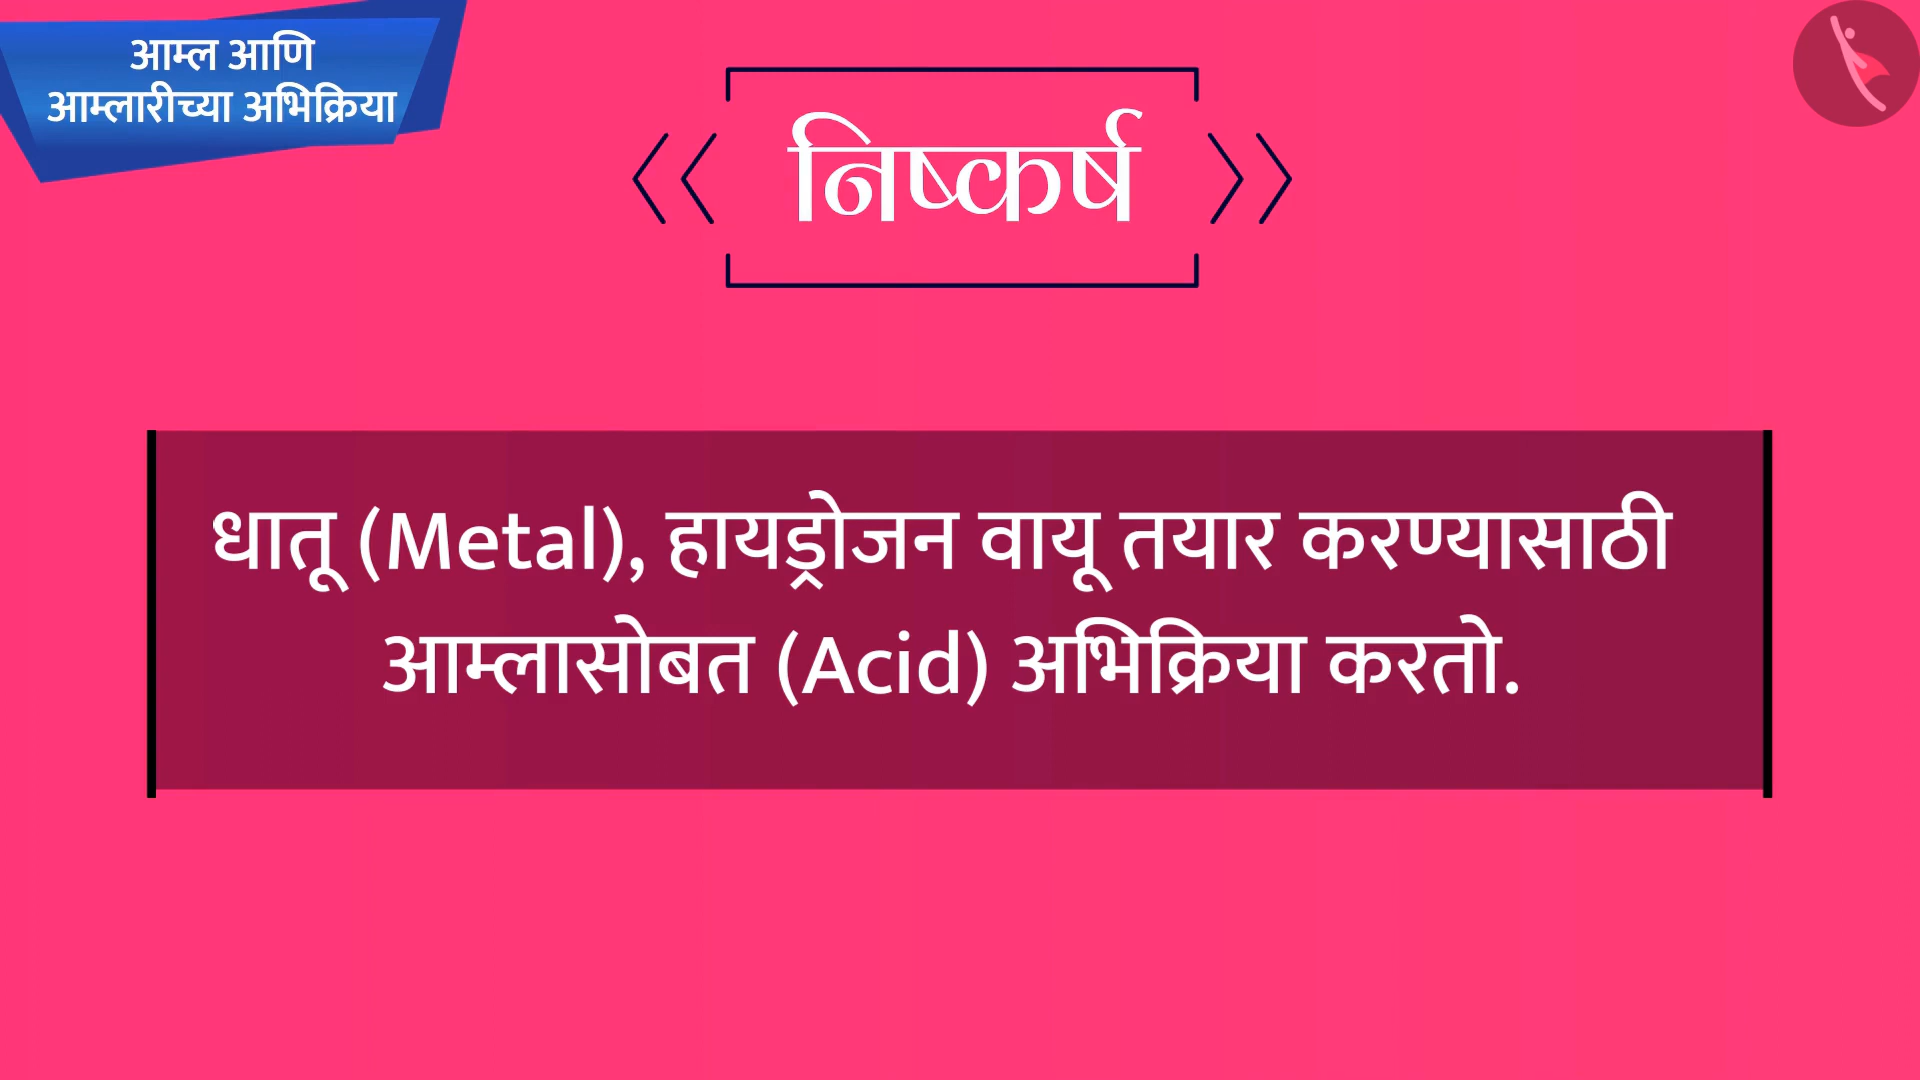 आम्ल आणि
आम्लारीच्या अभिक्रिया
निष्कर्ष
धातू (Metal), हायड्रोजन वायू तयार करण्यासाठी
आम्लासोबत (Acid) अभिक्रिया करतो.